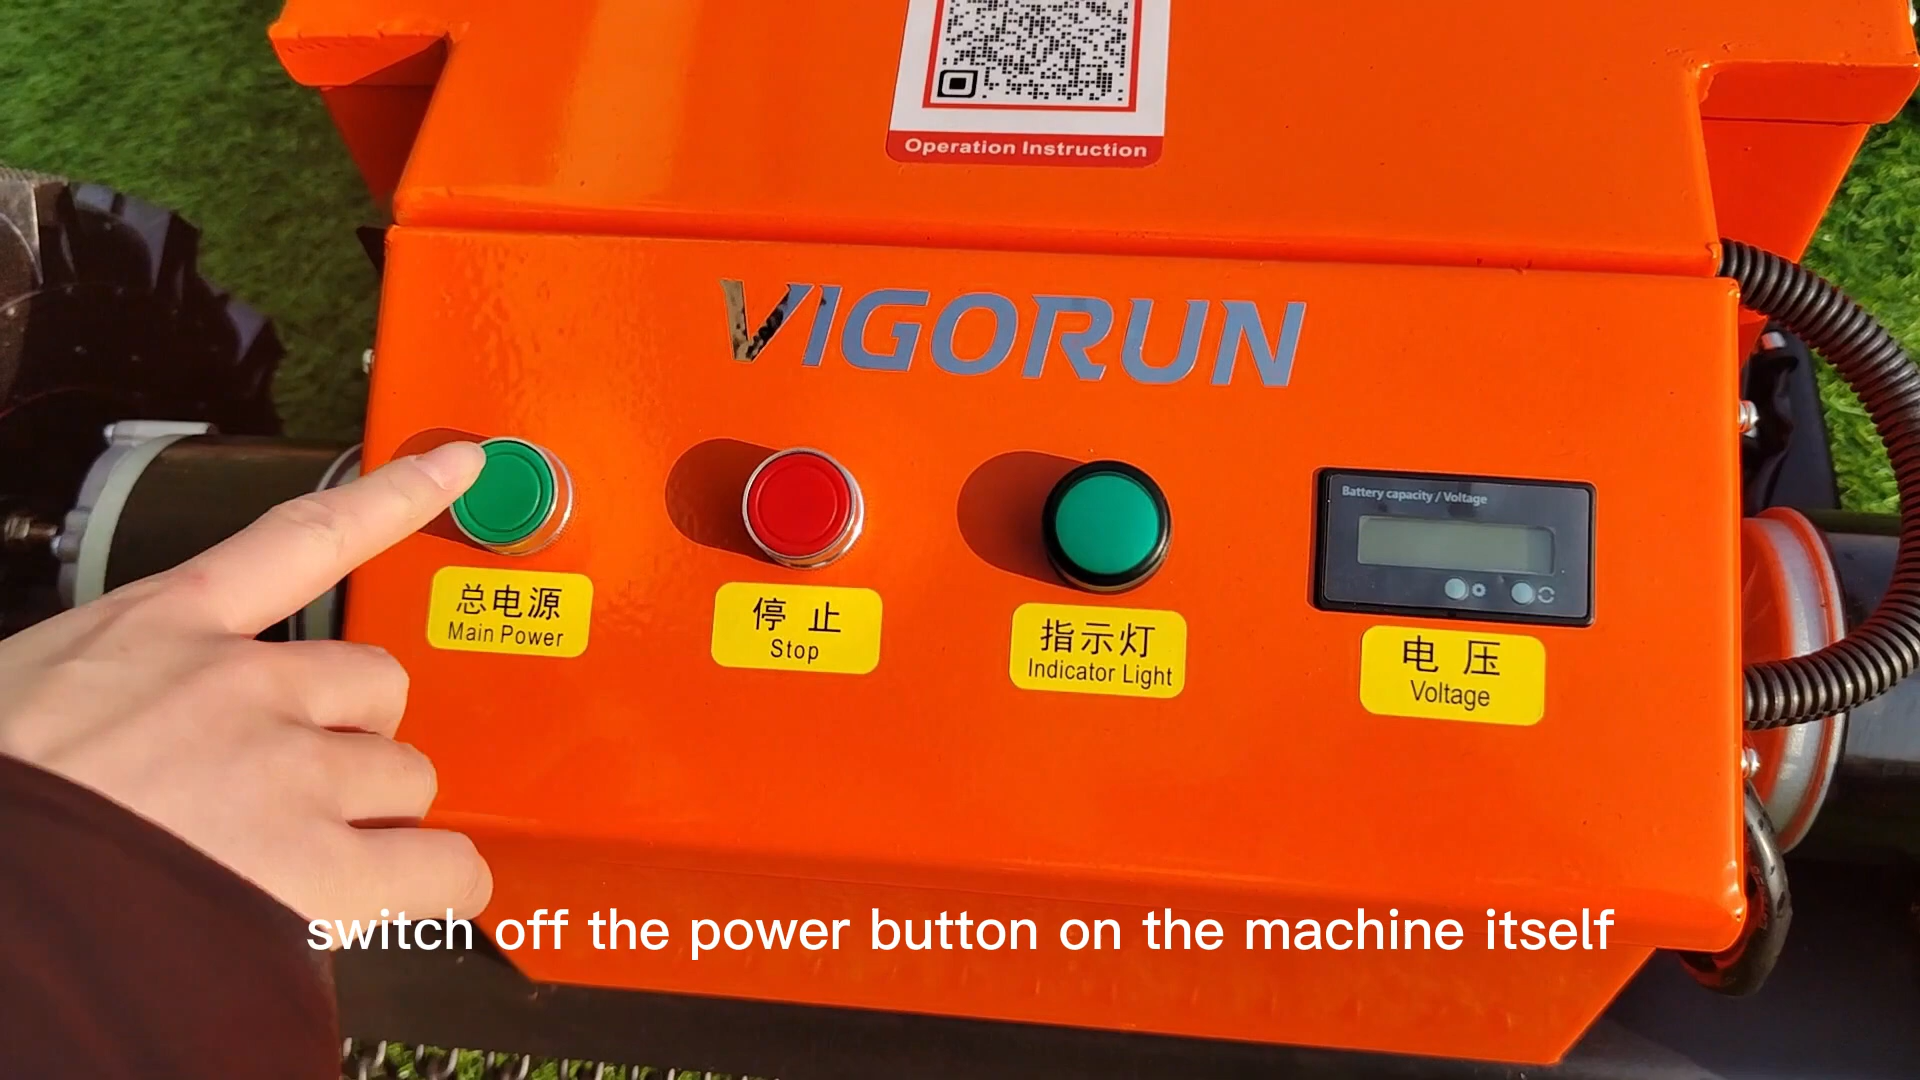 Operation Instruction
VIGORUN
Battery capacity / Voltage
总电源
Main Power
停止
Stop
指示灯
Indicator Light
电压
Voltage
switch off the power button on the machine itself